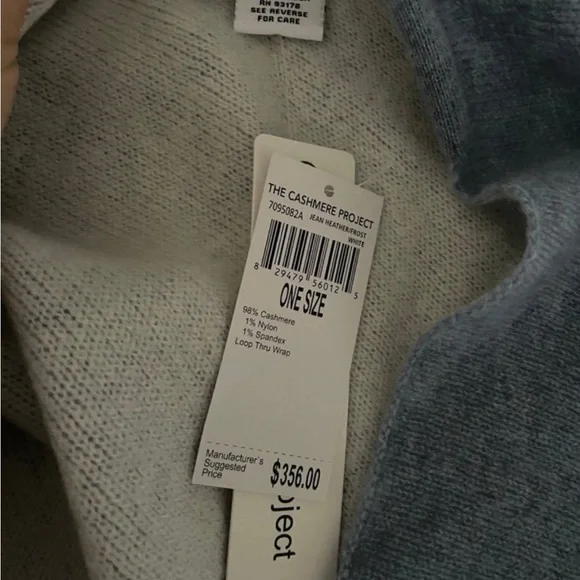 RN 93178
SEE REVERSE
FOR CARE
THE CASHMERE PROJECT
7095082A JEAN HEATHER/FROST
WHITE
8 29479 56012 5
ONE SIZE
98% Cashmere
1% Nylon
1% Spandex
Loop Thru Wrap
Manufacturer's
Suggested
Price
$356.00
oject